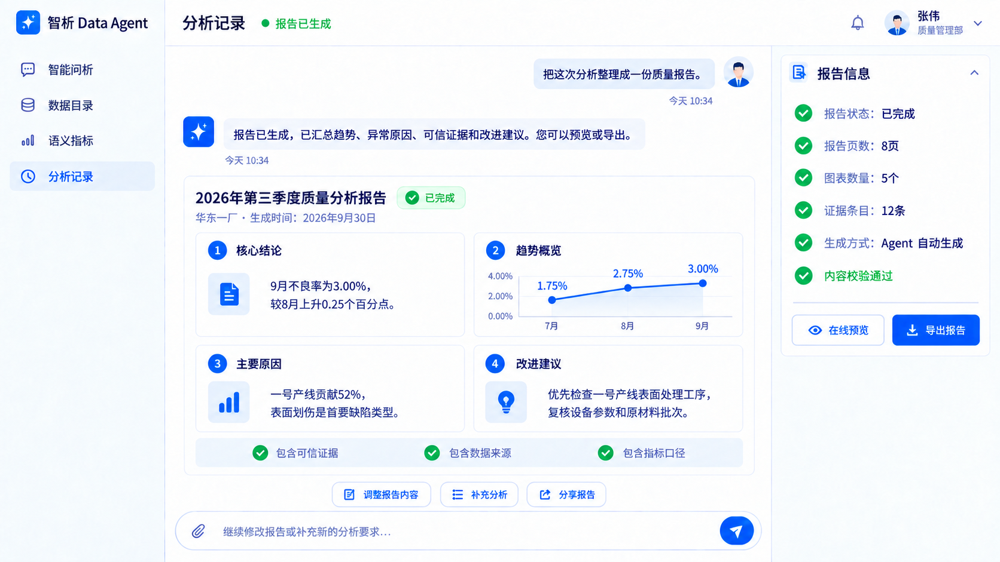 智析 Data Agent
智能问析
数据目录
语义指标
分析记录
分析记录
报告已生成
张伟
质量管理部
把这次分析整理成一份质量报告。
今天 10:34
报告已生成，已汇总趋势、异常原因、可信证据和改进建议。您可以预览或导出。
今天 10:34
2026年第三季度质量分析报告
已完成
华东一厂 · 生成时间：2026年9月30日
1 核心结论
9月不良率为3.00%，
较8月上升0.25个百分点。
2 趋势概览
4.00%
2.00%
0.00%
1.75%
2.75%
3.00%
7月
8月
9月
3 主要原因
一号产线贡献52%，
表面划伤是首要缺陷类型。
4 改进建议
优先检查一号产线表面处理工序，
复核设备参数和原材料批次。
包含可信证据
包含数据来源
包含指标口径
调整报告内容
补充分析
分享报告
继续修改报告或补充新的分析要求…
报告信息
报告状态：已完成
报告页数：8页
图表数量：5个
证据条目：12条
生成方式：Agent 自动生成
内容校验通过
在线预览
导出报告